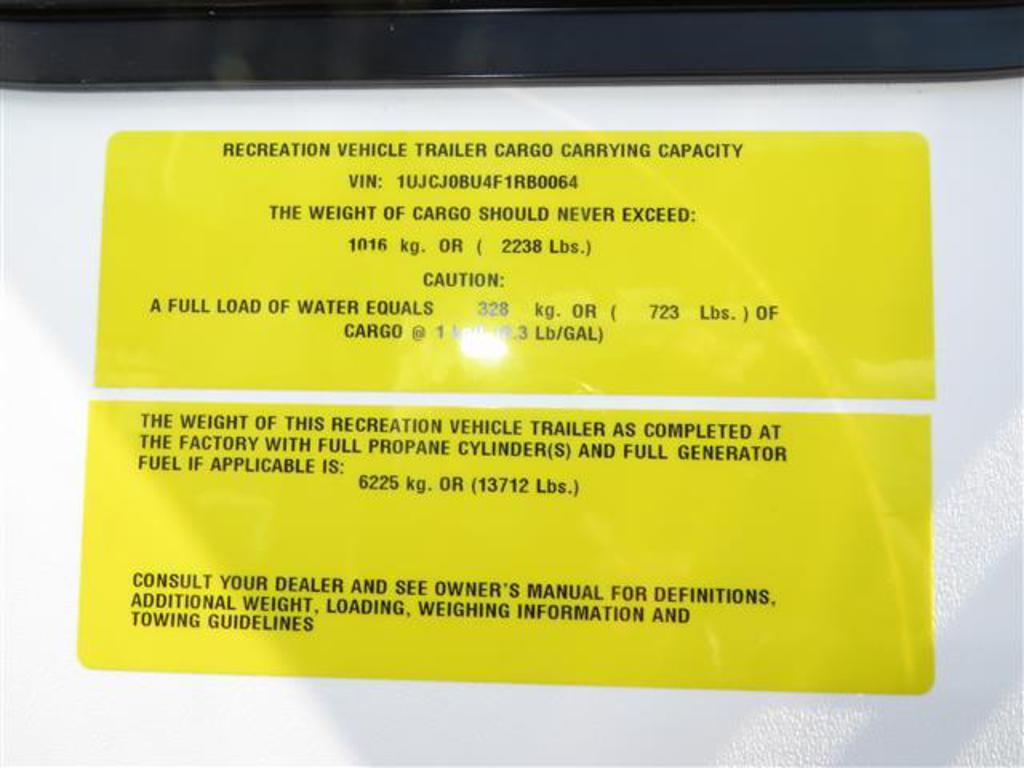 RECREATION VEHICLE TRAILER CARGO CARRYING CAPACITY
VIN: 1UJCJ0BU4F1RB0064
THE WEIGHT OF CARGO SHOULD NEVER EXCEED:
1016 kg. OR ( 2238 Lbs.)
CAUTION:
A FULL LOAD OF WATER EQUALS 328 kg. OR ( 723 Lbs. ) OF
CARGO @ 1 Lb/GAL)
THE WEIGHT OF THIS RECREATION VEHICLE TRAILER AS COMPLETED AT
THE FACTORY WITH FULL PROPANE CYLINDER(S) AND FULL GENERATOR
FUEL IF APPLICABLE IS:
6225 kg. OR (13712 Lbs.)
CONSULT YOUR DEALER AND SEE OWNER'S MANUAL FOR DEFINITIONS,
ADDITIONAL WEIGHT, LOADING, WEIGHING INFORMATION AND
TOWING GUIDELINES